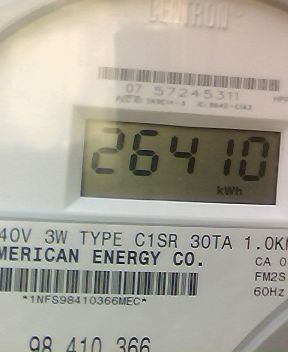 CENTRON
07 57245311
26410
kWh
40V 3W TYPE C1SR 30TA 1.0K
MERICAN ENERGY CO.
CA 0
FM2S
*1NFS98410366MEC*
60Hz
98 410 366